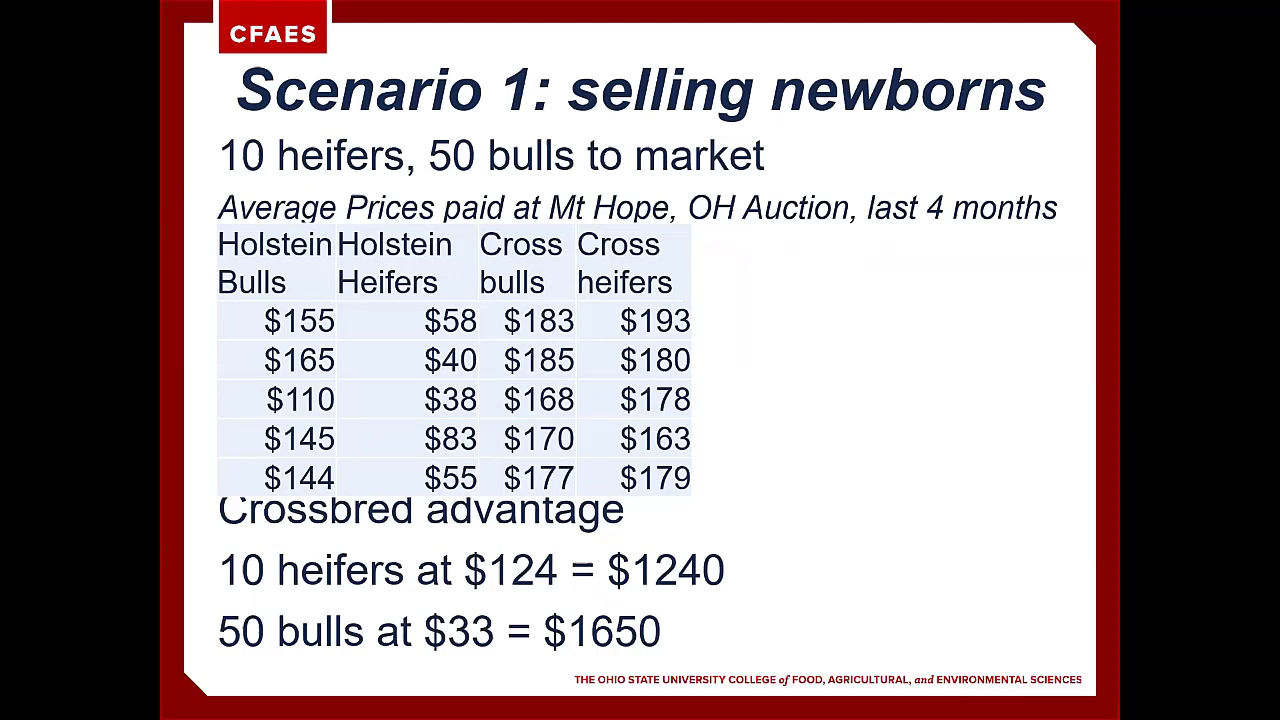 CFAES
Scenario 1: selling newborns
10 heifers, 50 bulls to market
Average Prices paid at Mt Hope, OH Auction, last 4 months
Holstein Bulls Holstein Heifers Cross bulls Cross heifers
$155 $58 $183 $193
$165 $40 $185 $180
$110 $38 $168 $178
$145 $83 $170 $163
$144 $55 $177 $179
Crossbred advantage
10 heifers at $124 = $1240
50 bulls at $33 = $1650
THE OHIO STATE UNIVERSITY COLLEGE of FOOD, AGRICULTURAL, and ENVIRONMENTAL SCIENCES